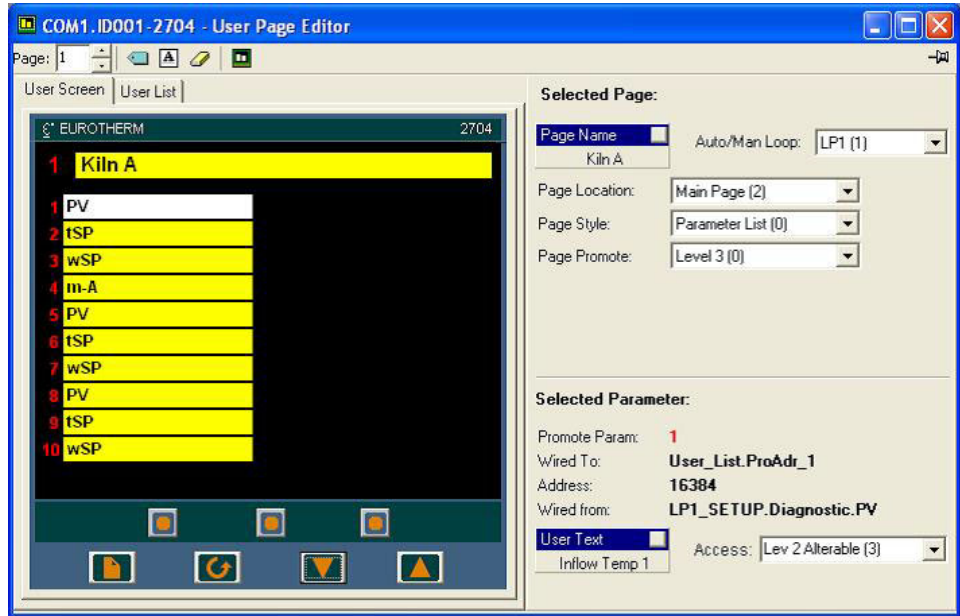 COM1.ID001-2704 - User Page Editor
Page: 1 A
User Screen User List
EUROTHERM 2704
1 Kiln A
1 PV
2 tSP
3 wSP
4 m-A
5 PV
6 tSP
7 wSP
8 PV
9 tSP
10 wSP
Selected Page:
Page Name
Kiln A
Auto/Man Loop: LP1 (1)
Page Location: Main Page (2)
Page Style: Parameter List (0)
Page Promote: Level 3 (0)
Selected Parameter:
Promote Param: 1
Wired To: User_List.ProAdr_1
Address: 16384
Wired from: LP1_SETUP.Diagnostic.PV
User Text
Inflow Temp 1
Access: Lev 2 Alterable (3)